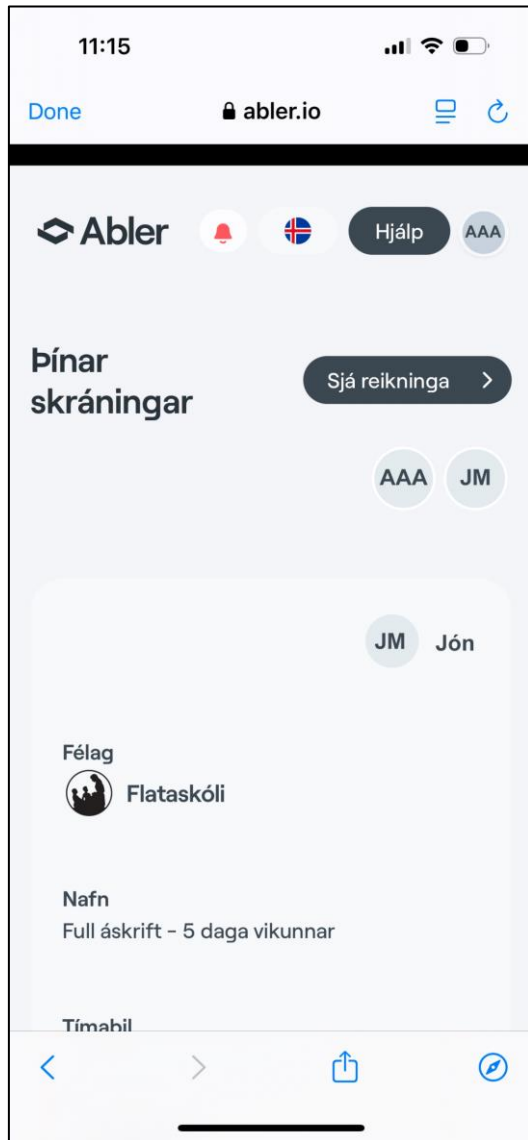 11:15
Done abler.io
Abler Hjálp AAA
Þínar
skráningar
Sjá reikninga
AAA JM
JM Jón
Félag
Flataskóli
Nafn
Full áskrift - 5 daga vikunnar
Tímabil